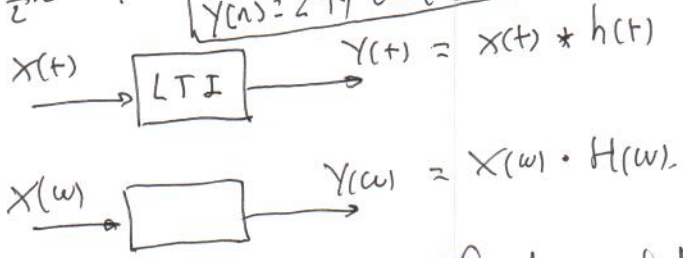 X(t) LTI Y(t) = x(t) * h(t)
X(w) Y(w) = X(w) · H(w).